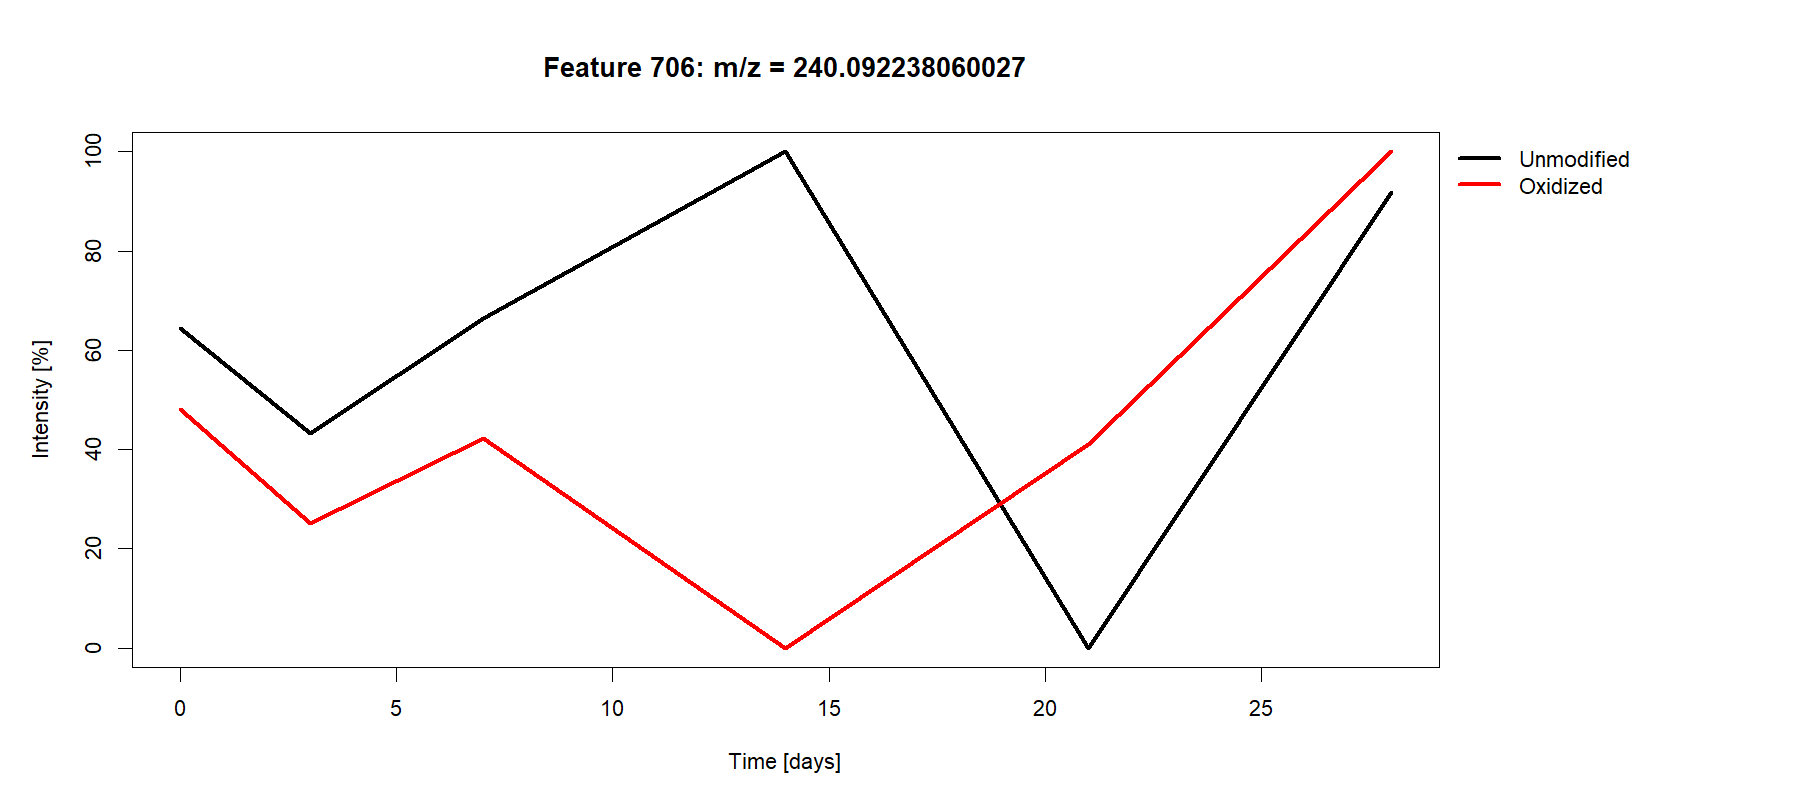 Feature 706: m/z = 240.092238060027
Unmodified
Oxidized
Intensity [%]
100
80
60
40
20
0
0 5 10 15 20 25
Time [days]